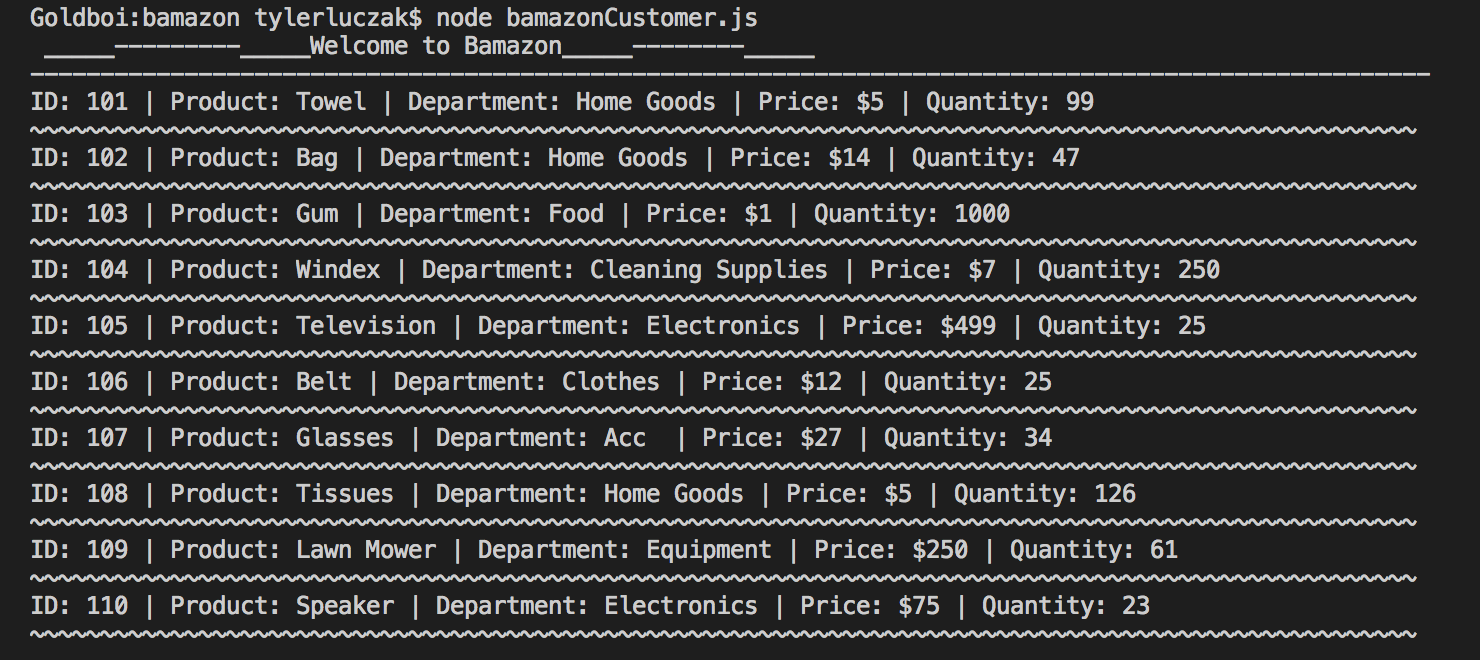 Goldboi:bamazon tylerluczak$ node bamazonCustomer.js
_____---------_____Welcome to Bamazon_____--------_____
----------------------------------------------------------------------------------------------------
ID: 101 | Product: Towel | Department: Home Goods | Price: $5 | Quantity: 99
~~~~~~~~~~~~~~~~~~~~~~~~~~~~~~~~~~~~~~~~~~~~~~~~~~~~~~~~~~~~~~~~~~~~~~~~~~~~~~~~~~~~~~~~~~~~~~~~~~~
ID: 102 | Product: Bag | Department: Home Goods | Price: $14 | Quantity: 47
~~~~~~~~~~~~~~~~~~~~~~~~~~~~~~~~~~~~~~~~~~~~~~~~~~~~~~~~~~~~~~~~~~~~~~~~~~~~~~~~~~~~~~~~~~~~~~~~~~~
ID: 103 | Product: Gum | Department: Food | Price: $1 | Quantity: 1000
~~~~~~~~~~~~~~~~~~~~~~~~~~~~~~~~~~~~~~~~~~~~~~~~~~~~~~~~~~~~~~~~~~~~~~~~~~~~~~~~~~~~~~~~~~~~~~~~~~~
ID: 104 | Product: Windex | Department: Cleaning Supplies | Price: $7 | Quantity: 250
~~~~~~~~~~~~~~~~~~~~~~~~~~~~~~~~~~~~~~~~~~~~~~~~~~~~~~~~~~~~~~~~~~~~~~~~~~~~~~~~~~~~~~~~~~~~~~~~~~~
ID: 105 | Product: Television | Department: Electronics | Price: $499 | Quantity: 25
~~~~~~~~~~~~~~~~~~~~~~~~~~~~~~~~~~~~~~~~~~~~~~~~~~~~~~~~~~~~~~~~~~~~~~~~~~~~~~~~~~~~~~~~~~~~~~~~~~~
ID: 106 | Product: Belt | Department: Clothes | Price: $12 | Quantity: 25
~~~~~~~~~~~~~~~~~~~~~~~~~~~~~~~~~~~~~~~~~~~~~~~~~~~~~~~~~~~~~~~~~~~~~~~~~~~~~~~~~~~~~~~~~~~~~~~~~~~
ID: 107 | Product: Glasses | Department: Acc  | Price: $27 | Quantity: 34
~~~~~~~~~~~~~~~~~~~~~~~~~~~~~~~~~~~~~~~~~~~~~~~~~~~~~~~~~~~~~~~~~~~~~~~~~~~~~~~~~~~~~~~~~~~~~~~~~~~
ID: 108 | Product: Tissues | Department: Home Goods | Price: $5 | Quantity: 126
~~~~~~~~~~~~~~~~~~~~~~~~~~~~~~~~~~~~~~~~~~~~~~~~~~~~~~~~~~~~~~~~~~~~~~~~~~~~~~~~~~~~~~~~~~~~~~~~~~~
ID: 109 | Product: Lawn Mower | Department: Equipment | Price: $250 | Quantity: 61
~~~~~~~~~~~~~~~~~~~~~~~~~~~~~~~~~~~~~~~~~~~~~~~~~~~~~~~~~~~~~~~~~~~~~~~~~~~~~~~~~~~~~~~~~~~~~~~~~~~
ID: 110 | Product: Speaker | Department: Electronics | Price: $75 | Quantity: 23
~~~~~~~~~~~~~~~~~~~~~~~~~~~~~~~~~~~~~~~~~~~~~~~~~~~~~~~~~~~~~~~~~~~~~~~~~~~~~~~~~~~~~~~~~~~~~~~~~~~